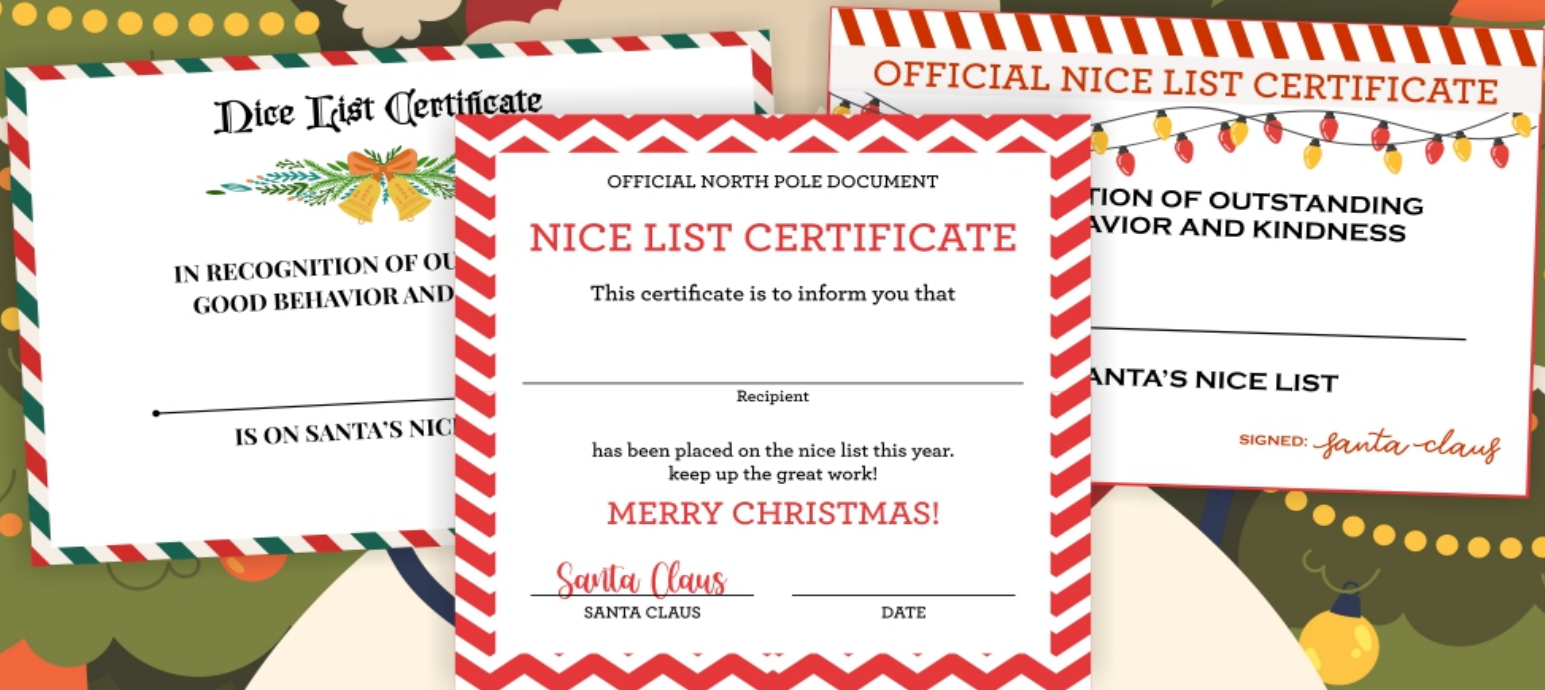 Nice List Certificate
IN RECOGNITION OF OU
GOOD BEHAVIOR AND
IS ON SANTA'S NIC
OFFICIAL NORTH POLE DOCUMENT
NICE LIST CERTIFICATE
This certificate is to inform you that
Recipient
has been placed on the nice list this year.
keep up the great work!
MERRY CHRISTMAS!
Santa Claus
SANTA CLAUS
DATE
OFFICIAL NICE LIST CERTIFICATE
TION OF OUTSTANDING
AVIOR AND KINDNESS
ANTA'S NICE LIST
SIGNED: santa claus